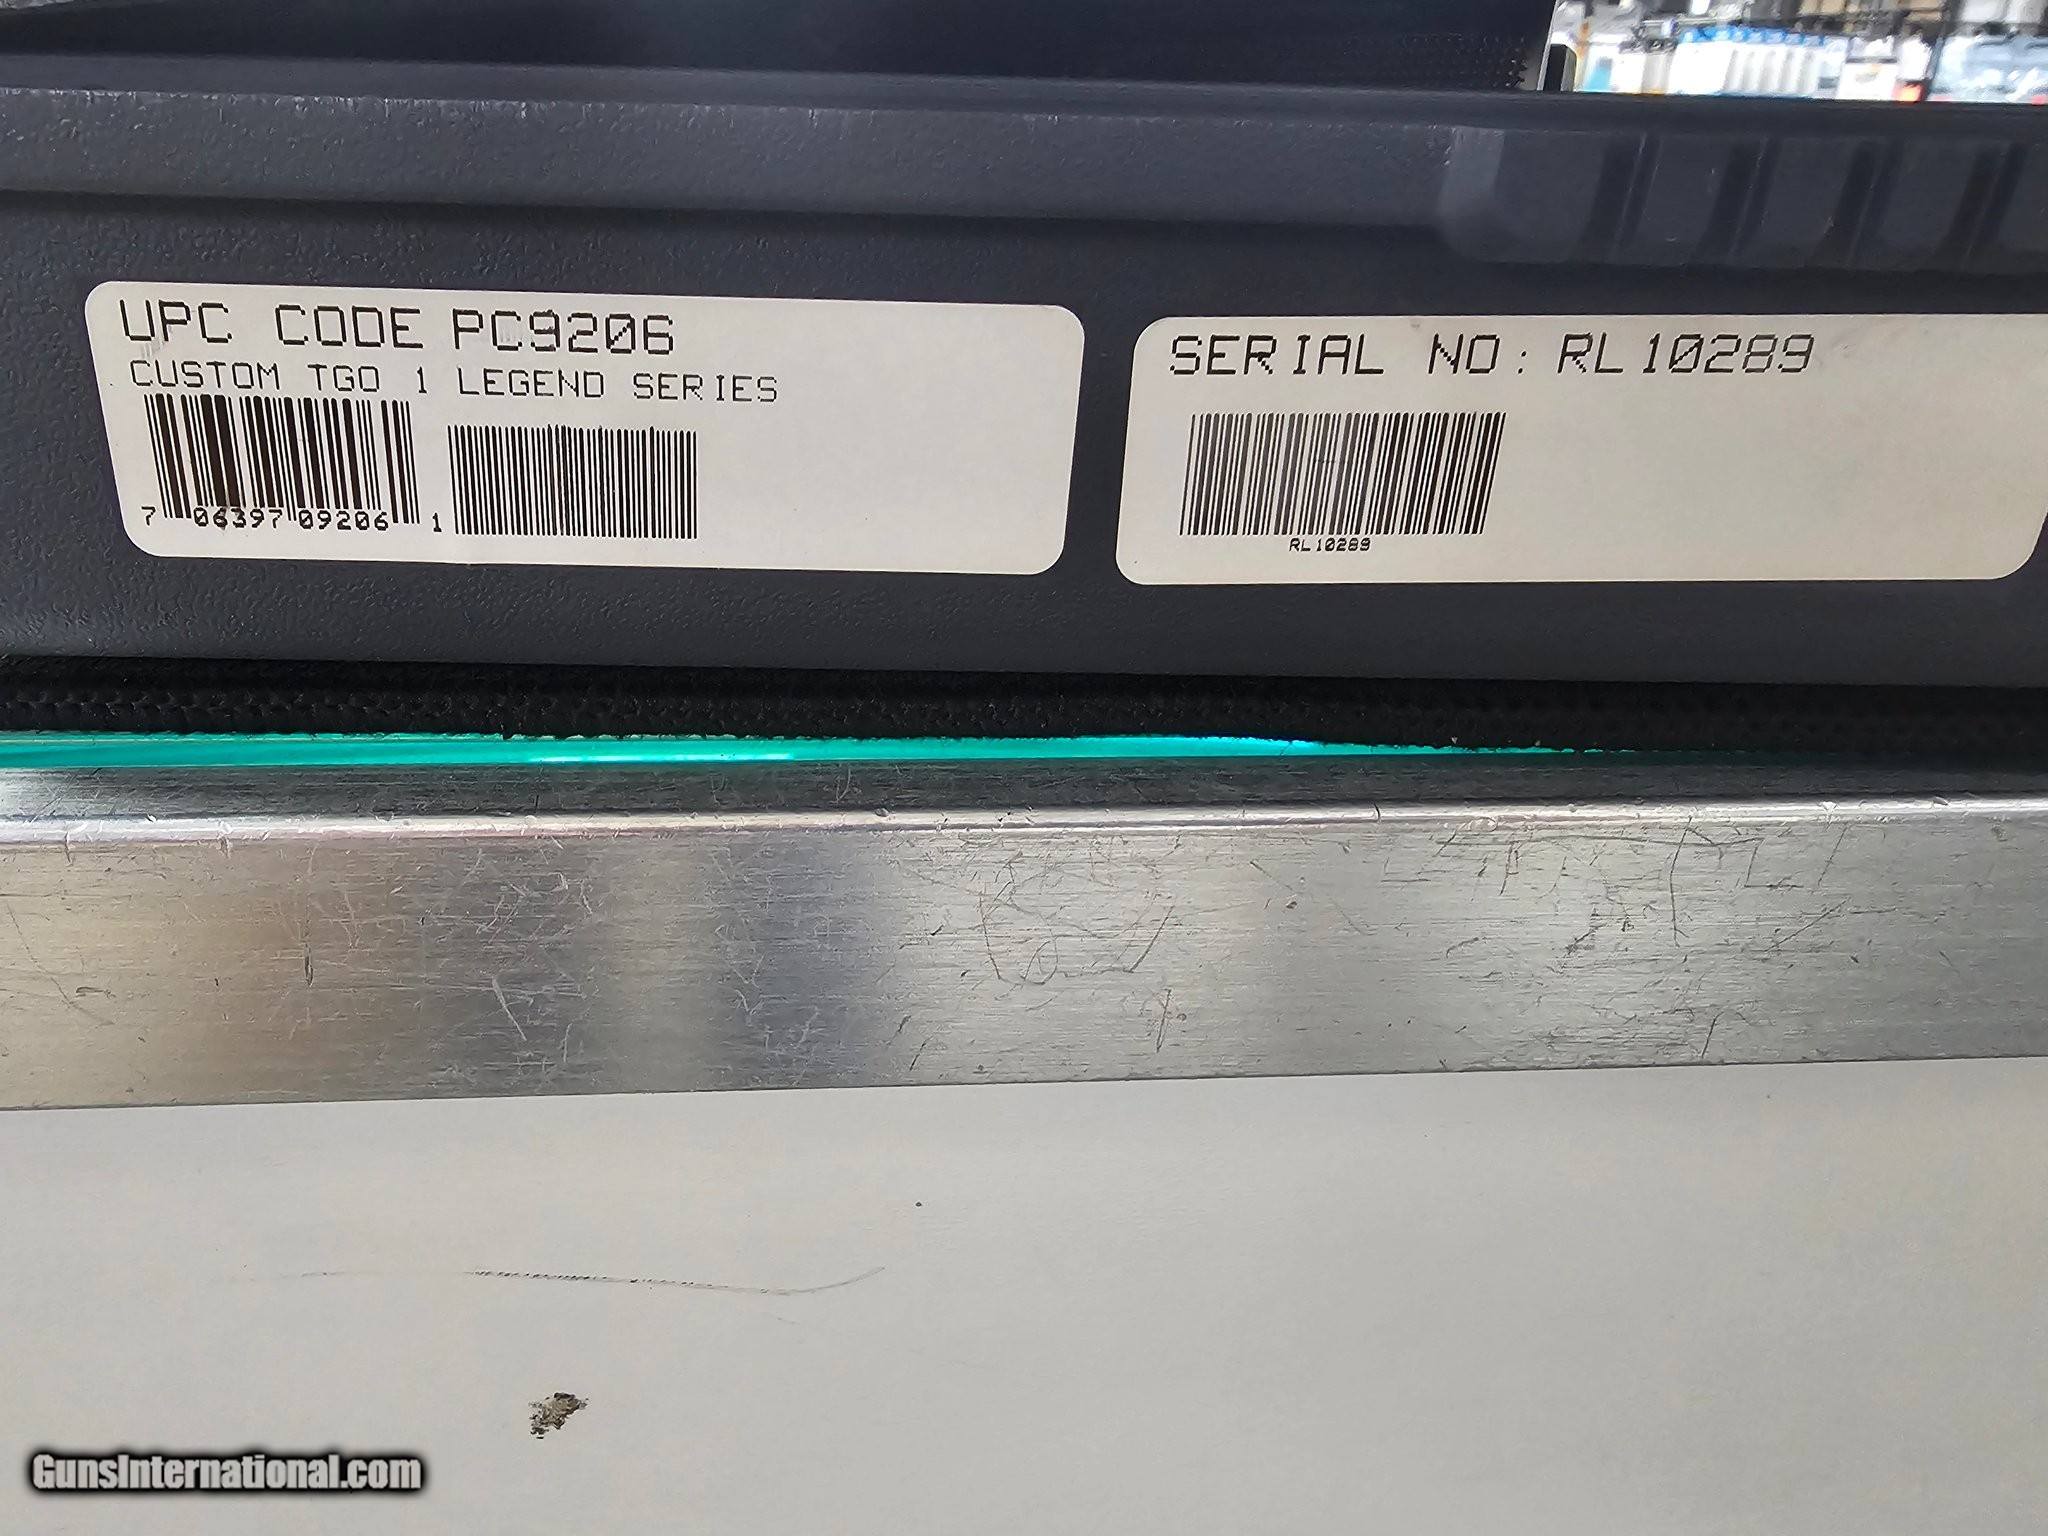 UPC CODE PC9206
CUSTOM TGO 1 LEGEND SERIES
7 06397 09206 1
SERIAL NO: RL10289
RL10289
GunsInternational.com